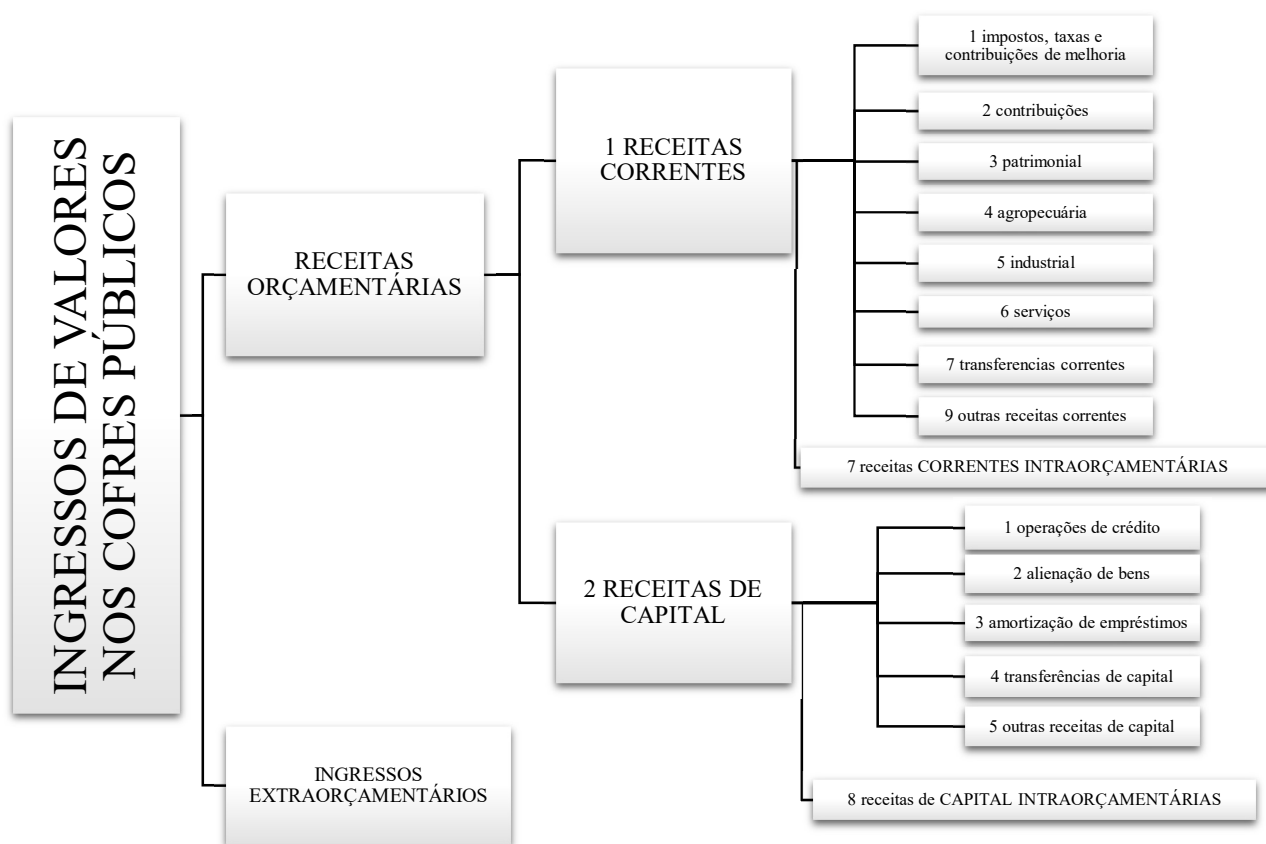 INGRESSOS DE VALORES
NOS COFRES PÚBLICOS
RECEITAS
ORÇAMENTÁRIAS
1 RECEITAS
CORRENTES
1 impostos, taxas e
contribuições de melhoria
2 contribuições
3 patrimonial
4 agropecuária
5 industrial
6 serviços
7 transferencias correntes
9 outras receitas correntes
7 receitas CORRENTES INTRAORÇAMENTÁRIAS
2 RECEITAS DE
CAPITAL
1 operações de crédito
2 alienação de bens
3 amortização de empréstimos
4 transferências de capital
5 outras receitas de capital
8 receitas de CAPITAL INTRAORÇAMENTÁRIAS
INGRESSOS
EXTRAORÇAMENTÁRIOS